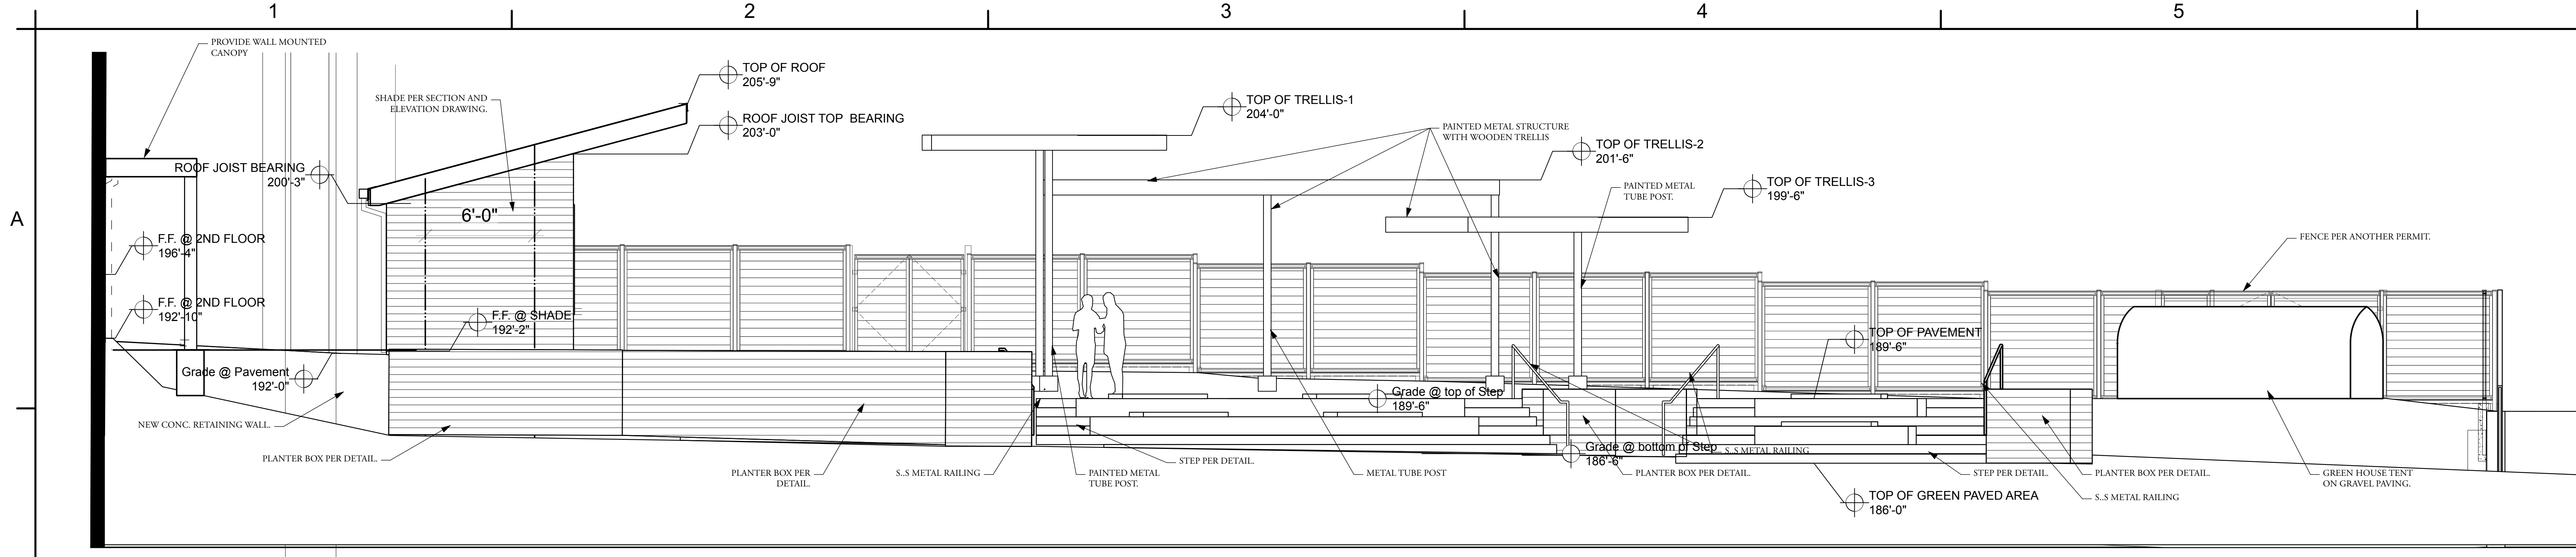 1
2
3
4
5
A
PROVIDE WALL MOUNTED
CANOPY
SHADE PER SECTION AND
ELEVATION DRAWING.
TOP OF ROOF
205'-9"
ROOF JOIST TOP  BEARING
203'-0"
ROOF JOIST BEARING
200'-3"
6'-0"
F.F. @ 2ND FLOOR
196'-4"
F.F. @ 2ND FLOOR
192'-10"
F.F. @ SHADE
192'-2"
Grade @ Pavement
192'-0"
NEW CONC. RETAINING WALL.
PLANTER BOX PER DETAIL.
PLANTER BOX PER
DETAIL.
TOP OF TRELLIS-1
204'-0"
PAINTED METAL STRUCTURE
WITH WOODEN TRELLIS
TOP OF TRELLIS-2
201'-6"
PAINTED METAL
TUBE POST.
TOP OF TRELLIS-3
199'-6"
FENCE PER ANOTHER PERMIT.
TOP OF PAVEMENT
189'-6"
Grade @ top of Step
189'-6"
Grade @ bottom of Step
186'-6"
S..S METAL RAILING
S..S METAL RAILING
PAINTED METAL
TUBE POST.
STEP PER DETAIL.
METAL TUBE POST
PLANTER BOX PER DETAIL.
STEP PER DETAIL.
PLANTER BOX PER DETAIL.
S..S METAL RAILING
GREEN HOUSE TENT
ON GRAVEL PAVING.
TOP OF GREEN PAVED AREA
186'-0"